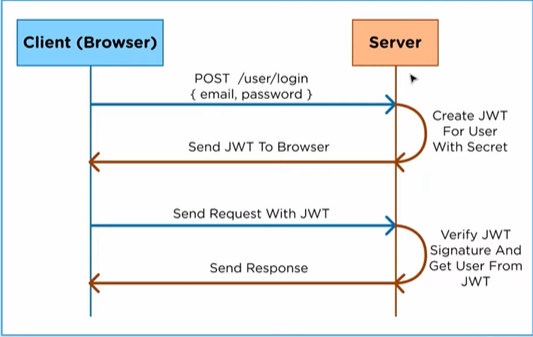 Client (Browser)
Server
POST /user/login
{ email, password }
Create JWT
For User
With Secret
Send JWT To Browser
Send Request With JWT
Verify JWT
Signature And
Get User From
JWT
Send Response